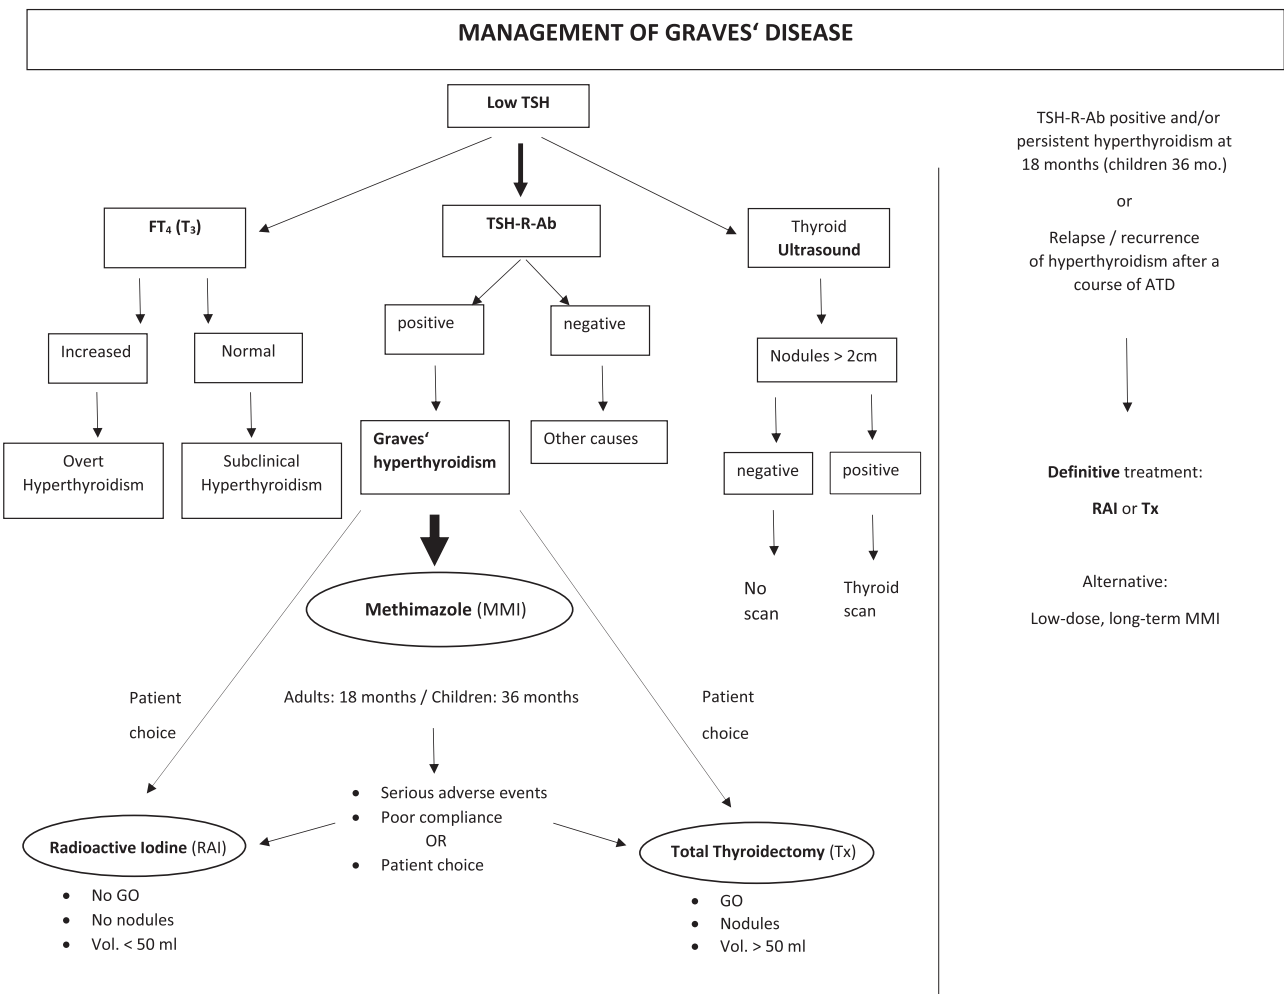 MANAGEMENT OF GRAVES‘ DISEASE
Low TSH
FT₄ (T₃)
TSH-R-Ab
Thyroid
Ultrasound
positive
negative
Increased
Normal
Nodules > 2cm
Overt
Hyperthyroidism
Subclinical
Hyperthyroidism
Graves‘
hyperthyroidism
Other causes
negative
positive
No
scan
Thyroid
scan
Methimazole (MMI)
Patient
choice
Adults: 18 months / Children: 36 months
Patient
choice
• Serious adverse events
• Poor compliance
OR
• Patient choice
Radioactive Iodine (RAI)
• No GO
• No nodules
• Vol. < 50 ml
Total Thyroidectomy (Tx)
• GO
• Nodules
• Vol. > 50 ml
TSH-R-Ab positive and/or
persistent hyperthyroidism at
18 months (children 36 mo.)
or
Relapse / recurrence
of hyperthyroidism after a
course of ATD
Definitive treatment:
RAI or Tx
Alternative:
Low-dose, long-term MMI